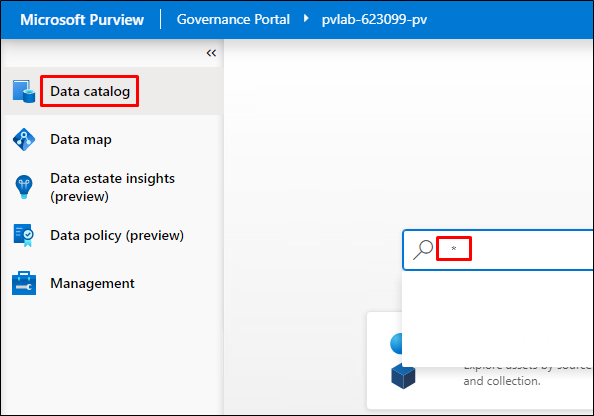 Microsoft Purview | Governance Portal ▸ pvlab-623099-pv
«
Data catalog
Data map
Data estate insights
(preview)
Data policy (preview)
Management
*
Explore assets by source
and collection.